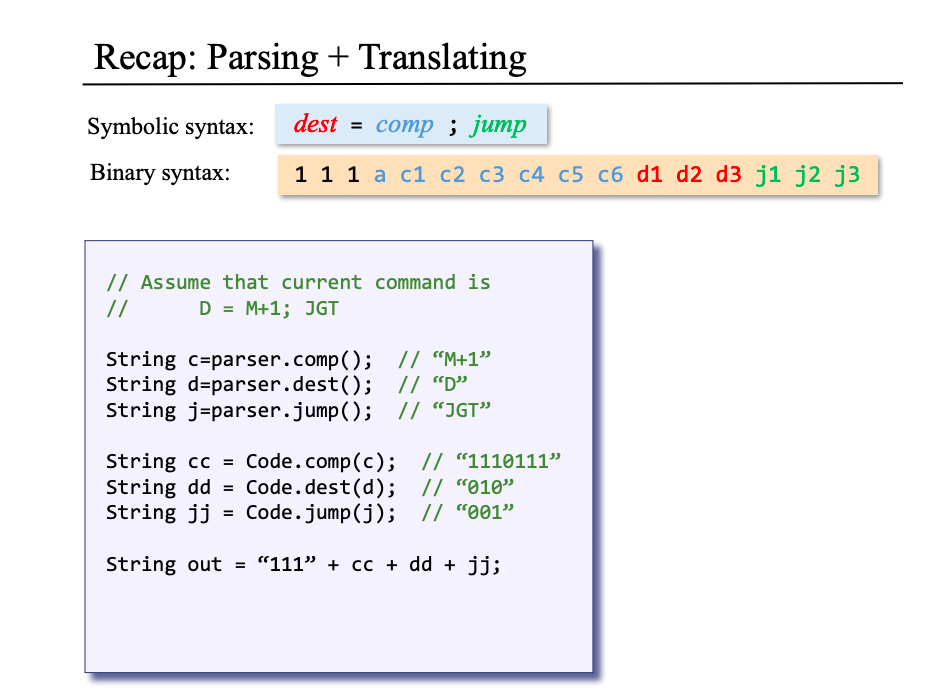 Recap: Parsing + Translating
Symbolic syntax: dest = comp ; jump
Binary syntax: 1 1 1 a c1 c2 c3 c4 c5 c6 d1 d2 d3 j1 j2 j3
// Assume that current command is
//      D = M+1; JGT
String c=parser.comp();  // “M+1”
String d=parser.dest();  // “D”
String j=parser.jump();  // “JGT”
String cc = Code.comp(c);  // “1110111”
String dd = Code.dest(d);  // “010”
String jj = Code.jump(j);  // “001”
String out = “111” + cc + dd + jj;